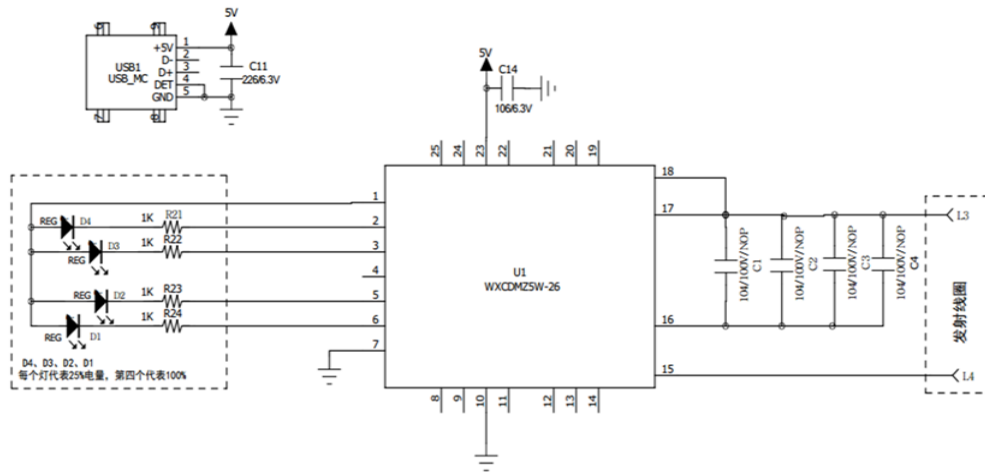 5V
+5V 1
D- 2
D+ 3
DET 4
GND 5
USB1
USB_MC
C11
226/6.3V
5V
C14
106/6.3V
25 24 23 22 21 20 19
1
2
3
4
5
6
7
18
17
16
15
8 9 10 11 12 13 14
U1
WXCDMZ5W-26
REG D4 1K R21
REG D3 1K R22
REG D2 1K R23
REG D1 1K R24
D4、D3、D2、D1
每个灯代表25%电量，第四个代表100%
104/100V/NOP C1
104/100V/NOP C2
104/100V/NOP C3
104/100V/NOP C4
L3
发射线圈
L4